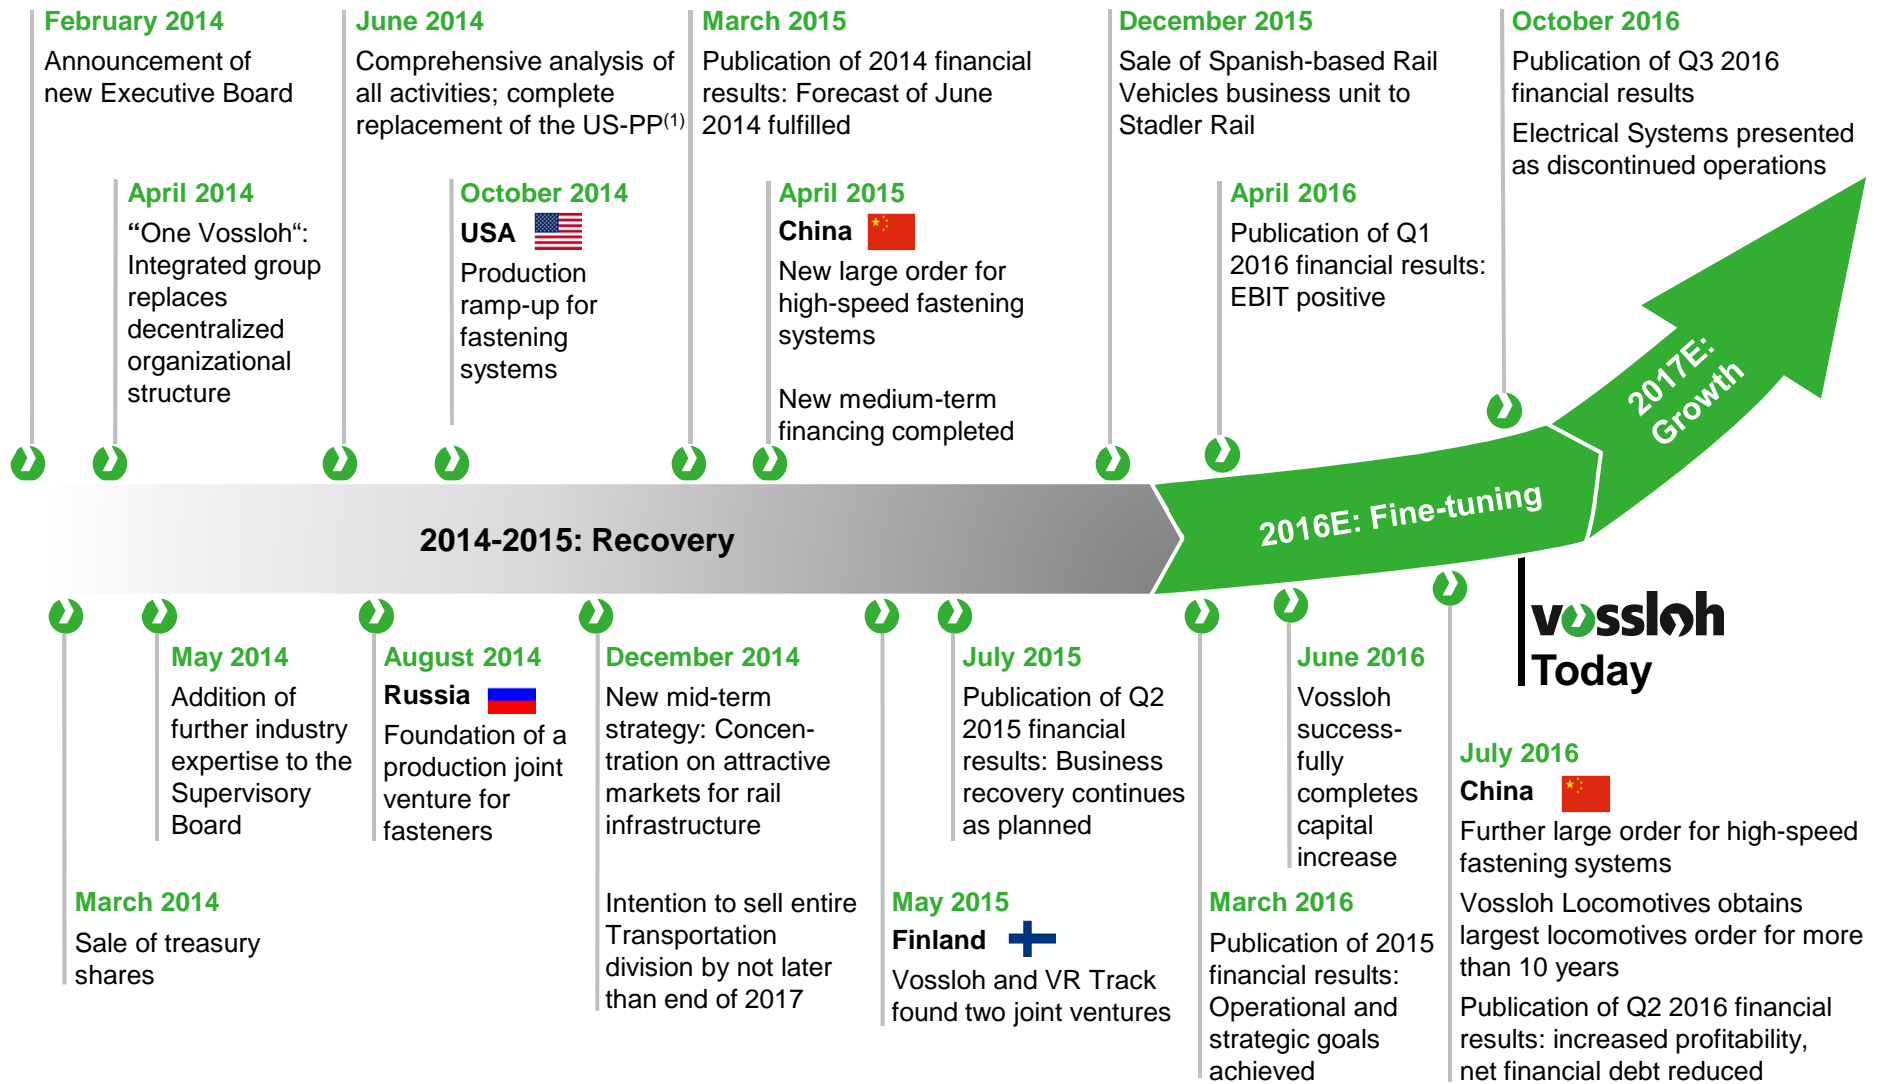 February 2014
Announcement of
new Executive Board
June 2014
Comprehensive analysis of
all activities; complete
replacement of the US-PP(1)
March 2015
Publication of 2014 financial
results: Forecast of June
2014 fulfilled
December 2015
Sale of Spanish-based Rail
Vehicles business unit to
Stadler Rail
October 2016
Publication of Q3 2016
financial results
Electrical Systems presented
as discontinued operations
April 2014
“One Vossloh“:
Integrated group
replaces
decentralized
organizational
structure
October 2014
USA
Production
ramp-up for
fastening
systems
April 2015
China
New large order for
high-speed fastening
systems
New medium-term
financing completed
April 2016
Publication of Q1
2016 financial results:
EBIT positive
2014-2015: Recovery
2016E: Fine-tuning
2017E:
Growth
vossloh
Today
May 2014
Addition of
further industry
expertise to the
Supervisory
Board
August 2014
Russia
Foundation of a
production joint
venture for
fasteners
December 2014
New mid-term
strategy: Concen-
tration on attractive
markets for rail
infrastructure
Intention to sell entire
Transportation
division by not later
than end of 2017
July 2015
Publication of Q2
2015 financial
results: Business
recovery continues
as planned
June 2016
Vossloh
success-
fully
completes
capital
increase
July 2016
China
Further large order for high-speed
fastening systems
Vossloh Locomotives obtains
largest locomotives order for more
than 10 years
Publication of Q2 2016 financial
results: increased profitability,
net financial debt reduced
March 2014
Sale of treasury
shares
May 2015
Finland
Vossloh and VR Track
found two joint ventures
March 2016
Publication of 2015
financial results:
Operational and
strategic goals
achieved